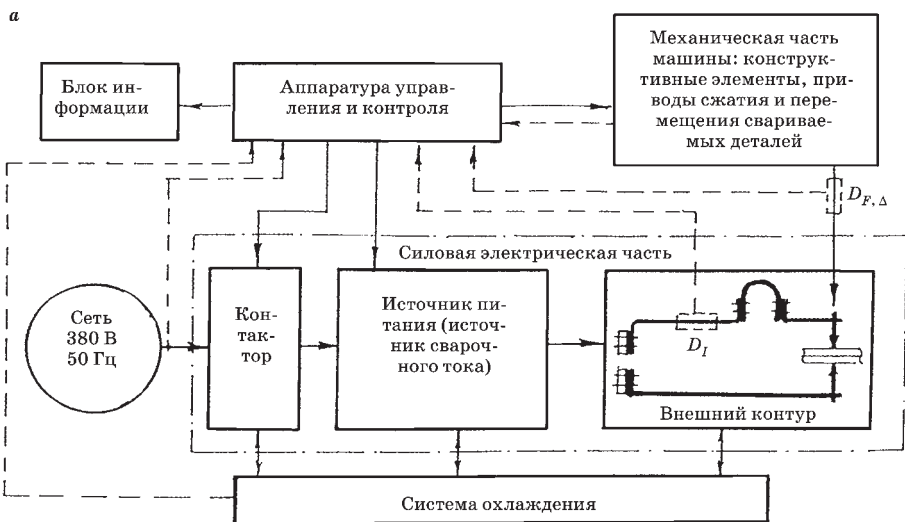 а
Блок ин-
формации
Аппаратура управ-
ления и контроля
Механическая часть
машины: конструк-
тивные элементы, при-
воды сжатия и пере-
мещения сваривае-
мых деталей
D_{F, Δ}
Силовая электрическая часть
Сеть
380 В
50 Гц
Кон-
так-
тор
Источник пи-
тания (источ-
ник свароч-
ного тока)
D_I
Внешний контур
Система охлаждения